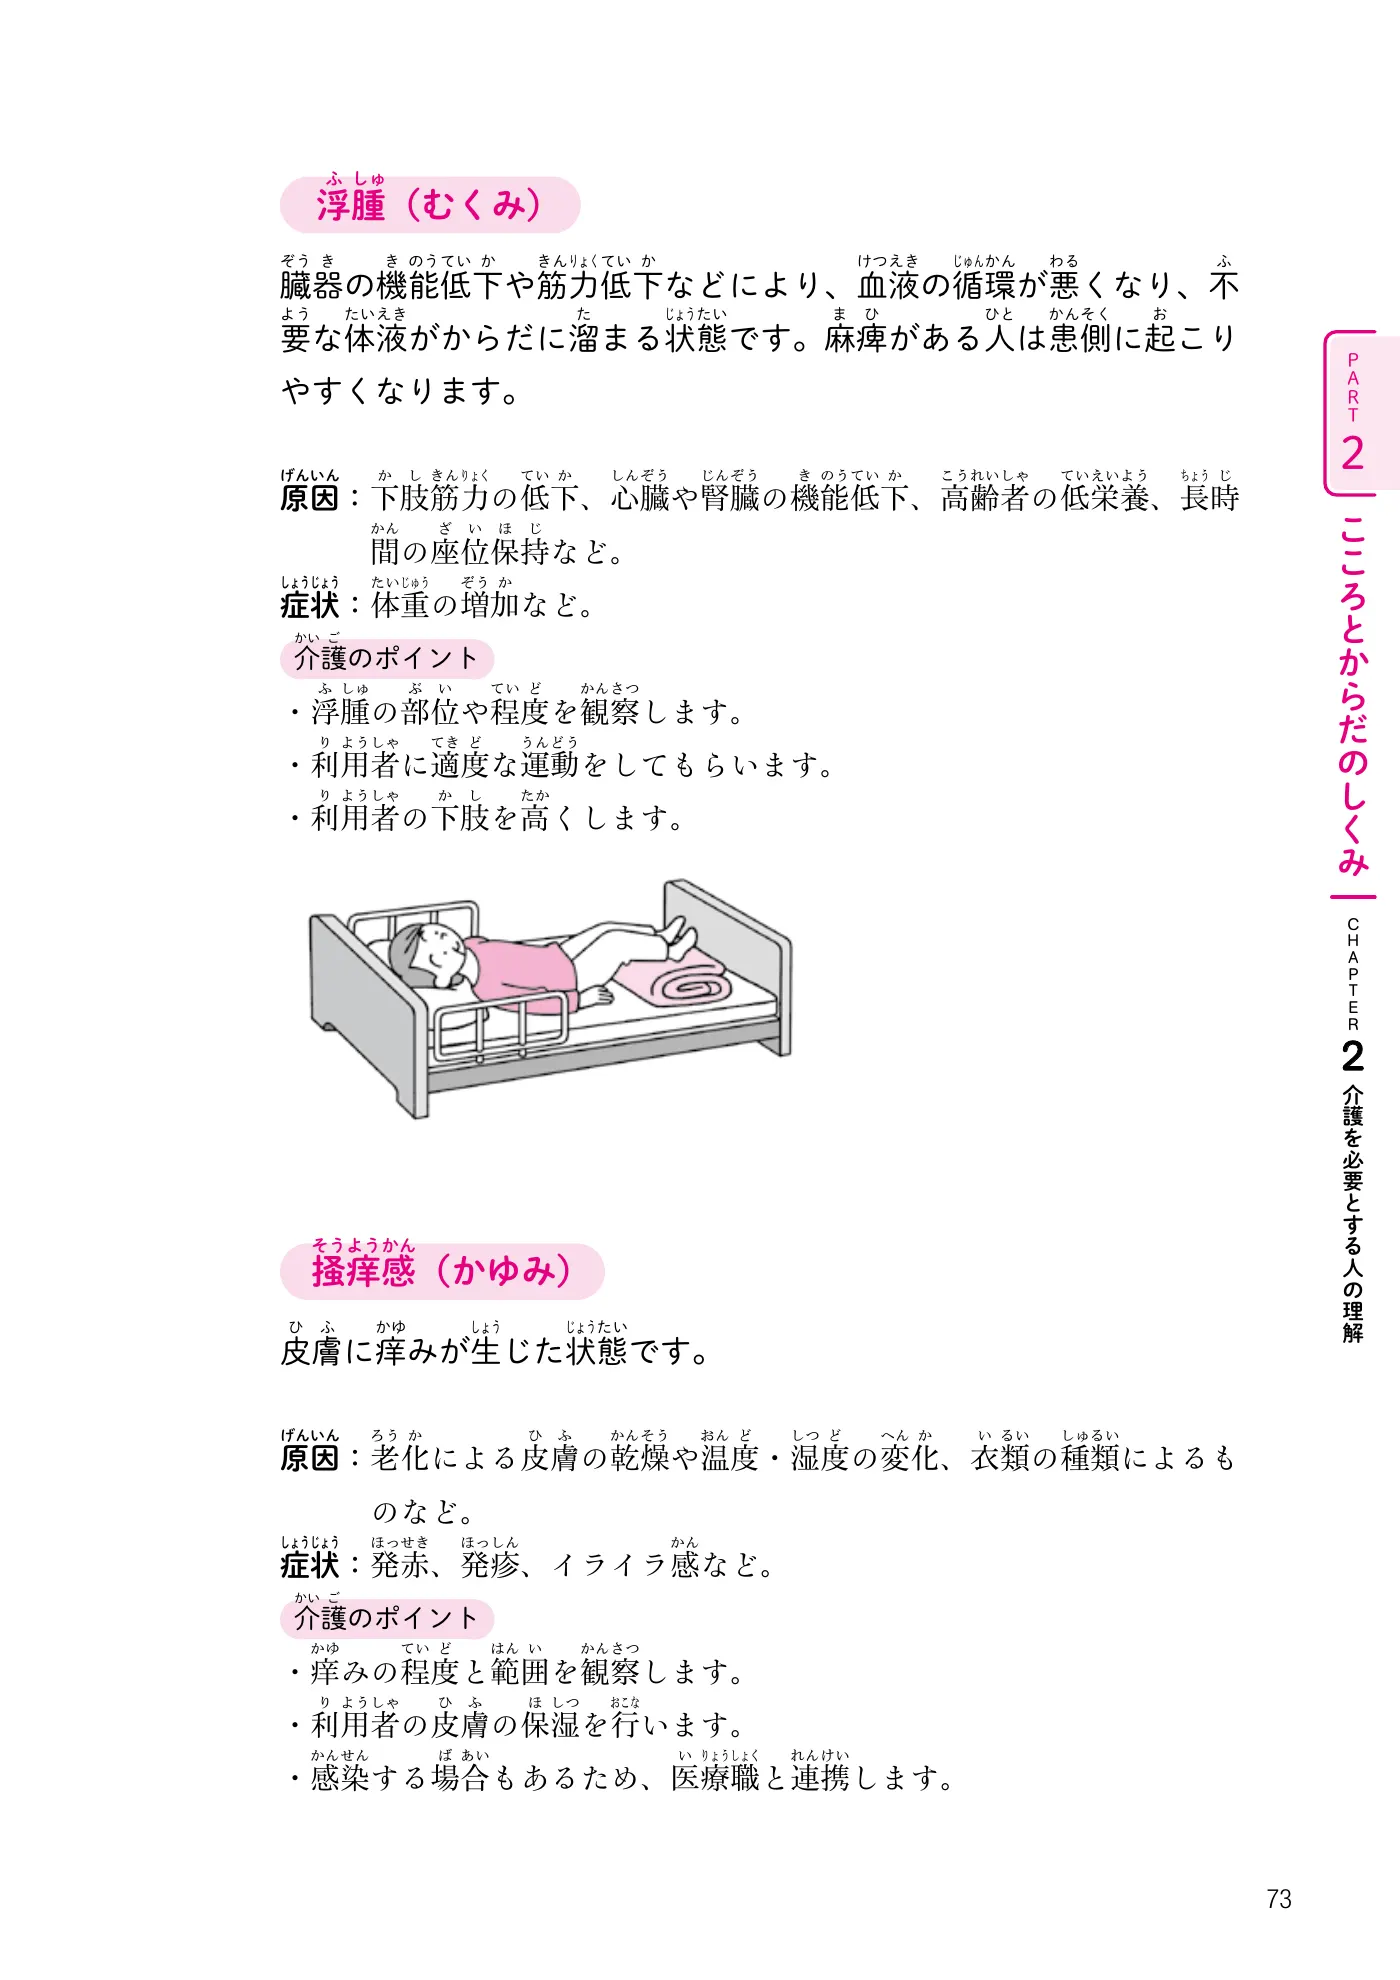 浮腫（むくみ）
臓器の機能低下や筋力低下などにより、血液の循環が悪くなり、不
要な体液がからだに溜まる状態です。麻痺がある人は患側に起こり
やすくなります。
原因：下肢筋力の低下、心臓や腎臓の機能低下、高齢者の低栄養、長時
間の座位保持など。
症状：体重の増加など。
介護のポイント
・浮腫の部位や程度を観察します。
・利用者に適度な運動をしてもらいます。
・利用者の下肢を高くします。
掻痒感（かゆみ）
皮膚に痒みが生じた状態です。
原因：老化による皮膚の乾燥や温度・湿度の変化、衣類の種類によるも
のなど。
症状：発赤、発疹、イライラ感など。
介護のポイント
・痒みの程度と範囲を観察します。
・利用者の皮膚の保湿を行います。
・感染する場合もあるため、医療職と連携します。
PART 2 こころとからだのしくみ
CHAPTER 2 介護を必要とする人の理解
73